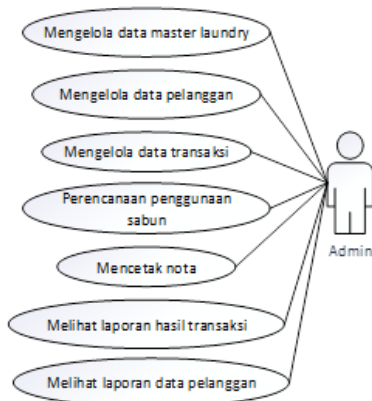 Mengelola data master laundry
Mengelola data pelanggan
Mengelola data transaksi
Perencanaan penggunaan
sabun
Mencetak nota
Melihat laporan hasil transaksi
Melihat laporan data pelanggan
Admin